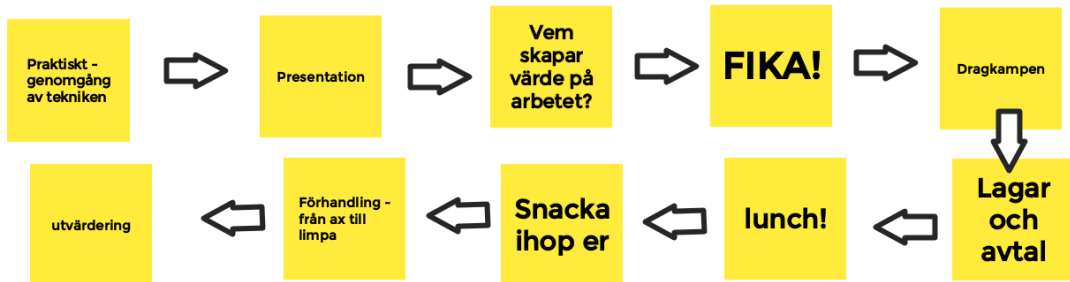 Praktiskt -
genomgång
av tekniken
Presentation
Vem
skapar
värde på
arbetet?
FIKA!
Dragkampen
Lagar
och
avtal
lunch!
Snacka
ihop er
Förhandling -
från ax till
limpa
utvärdering